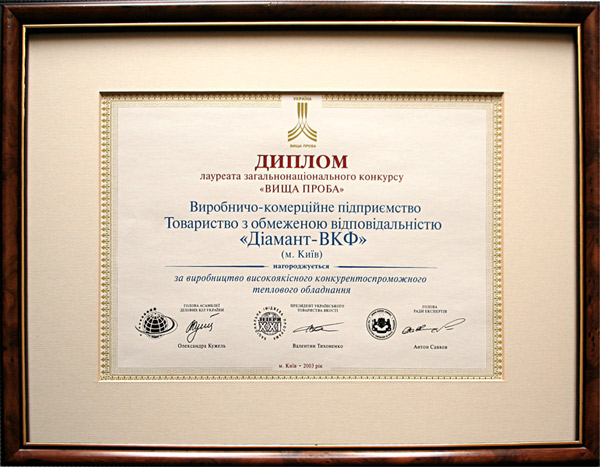 УКРАЇНА
ВИЩА ПРОБА
ДИПЛОМ
лауреата загальнонаціонального конкурсу
«ВИЩА ПРОБА»
Виробничо-комерційне підприємство
Товариство з обмеженою відповідальністю
«Діамант-ВКФ»
(м. Київ)
нагороджується
за виробництво високоякісного конкурентоспроможного
теплового обладнання
ГОЛОВА АСАМБЛЕЇ
ДІЛОВИХ КІЛ УКРАЇНИ
Олександра Кужель
ПРЕЗИДЕНТ УКРАЇНСЬКОГО
ТОВАРИСТВА ЯКОСТІ
Валентин Тихоненко
ГОЛОВА
РАДИ ЕКСПЕРТІВ
Антон Савков
м. Київ • 2003 рік